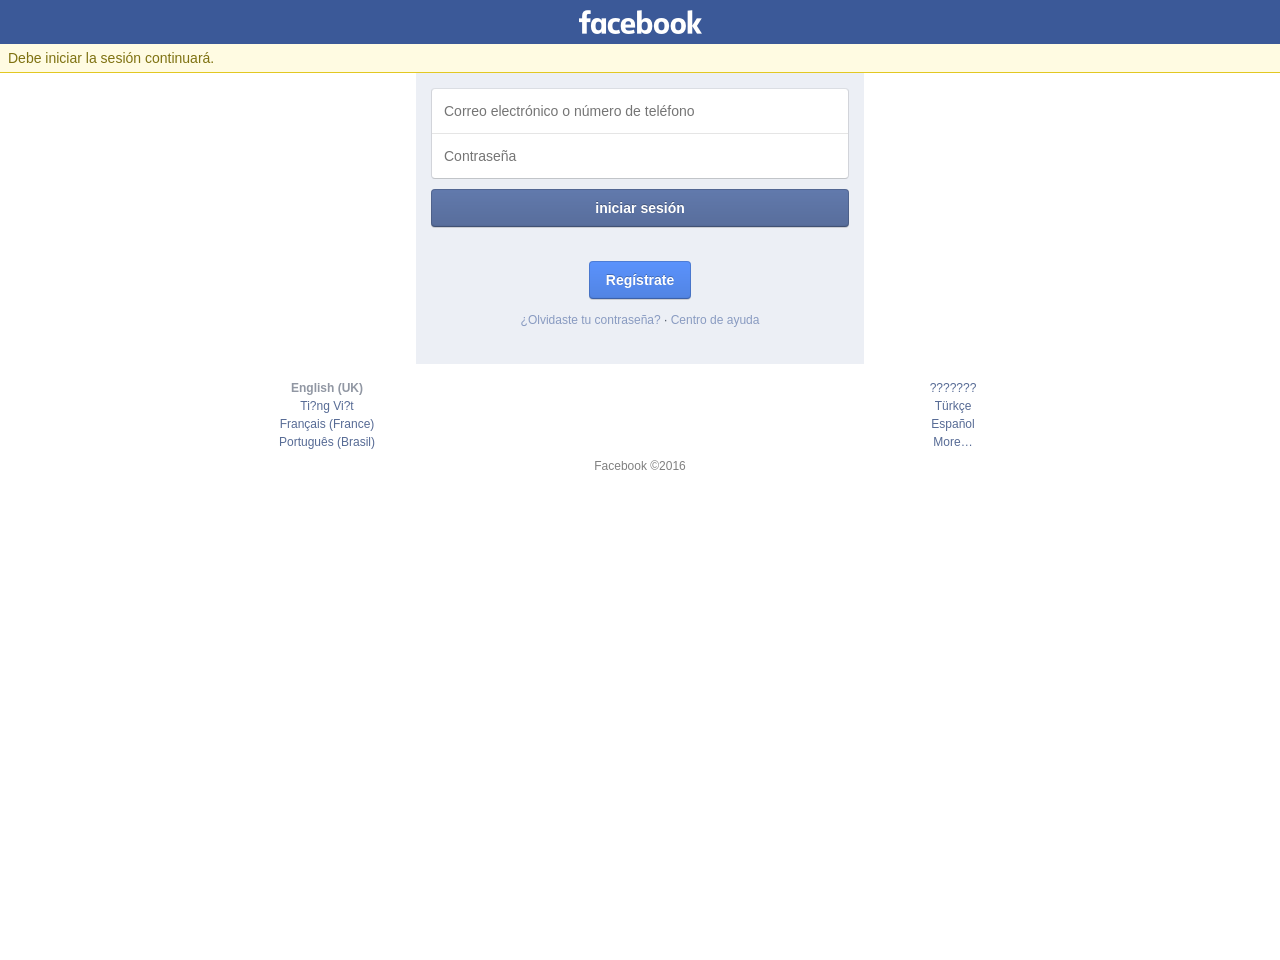 facebook
Debe iniciar la sesión continuará.
Correo electrónico o número de teléfono
Contraseña
iniciar sesión
Regístrate
¿Olvidaste tu contraseña? · Centro de ayuda
English (UK)
Ti?ng Vi?t
Français (France)
Português (Brasil)
???????
Türkçe
Español
More…
Facebook ©2016